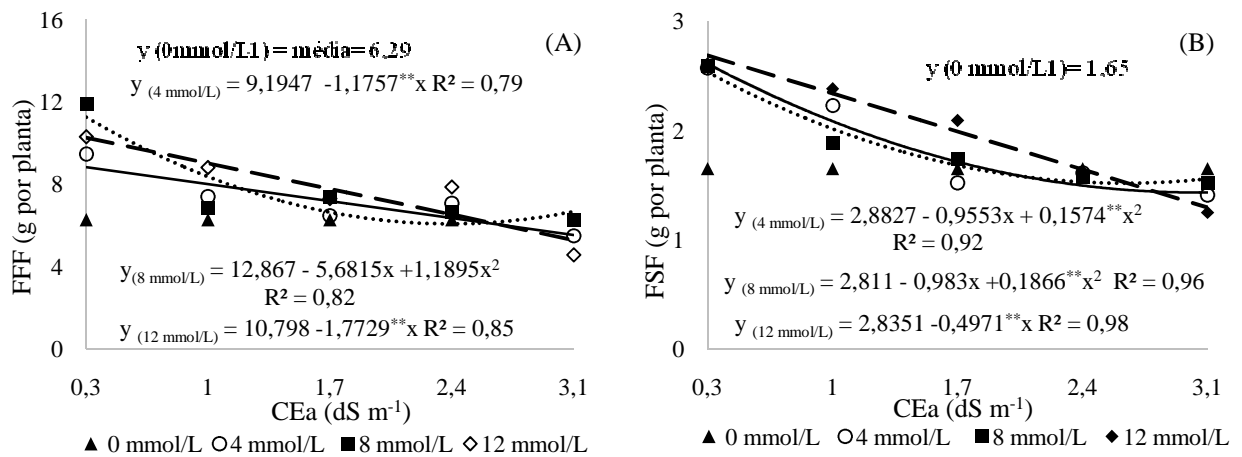 16
12
8
4
0
FFF (g por planta)
(A)
y (0mmol/L1) = média= 6,29
y (4 mmol/L) = 9,1947 -1,1757**x R² = 0,79
y(8 mmol/L) = 12,867 - 5,6815x +1,1895x²
R² = 0,82
y (12 mmol/L) = 10,798 -1,7729**x R² = 0,85
0,3 1 1,7 2,4 3,1
CEa (dS m-1)
▲ 0 mmol/L ○ 4 mmol/L ■ 8 mmol/L ◇ 12 mmol/L
3
2
1
0
FSF (g por planta)
(B)
y (0 mmol/L1)= 1,65
y (4 mmol/L) = 2,8827 - 0,9553x + 0,1574**x²
R² = 0,92
y (8 mmol/L) = 2,811 - 0,983x +0,1866**x² R² = 0,96
y (12 mmol/L) = 2,8351 -0,4971**x R² = 0,98
0,3 1 1,7 2,4 3,1
CEa (dS m-1)
▲ 0 mmol/L ○ 4 mmol/L ■ 8 mmol/L ◆ 12 mmol/L